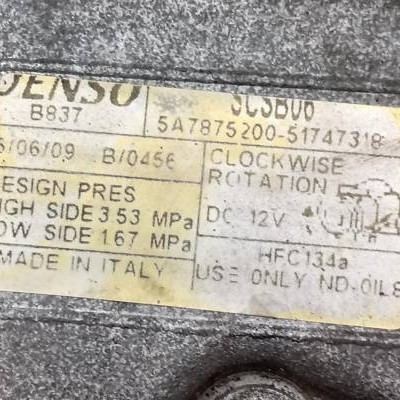 DENSO
B837
SCSB06
5A7875200-51747318
/06/09 B/0456
CLOCKWISE
ROTATION
DESIGN PRES
HIGH SIDE 3.53 MPa
LOW SIDE 1.67 MPa
DC 12V
MADE IN ITALY
HFC134a
USE ONLY ND-OIL8